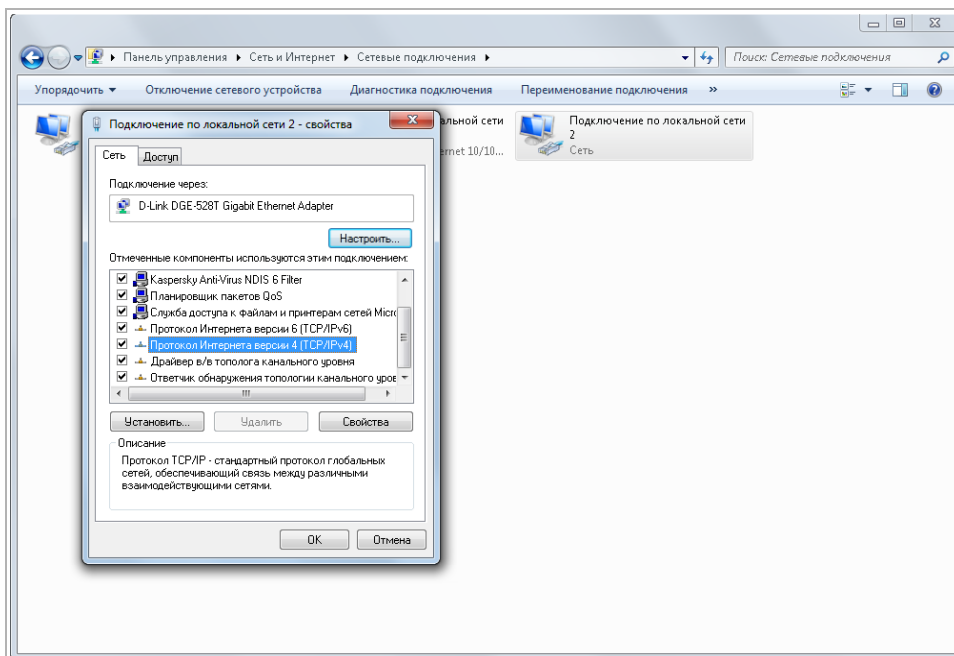 Панель управления ▸ Сеть и Интернет ▸ Сетевые подключения ▸
Поиск: Сетевые подключения
Упорядочить ▾ Отключение сетевого устройства Диагностика подключения Переименование подключения »
Подключение по локальной сети 2 - свойства
Сеть Доступ
Подключение через:
D-Link DGE-528T Gigabit Ethernet Adapter
Настроить...
Отмеченные компоненты используются этим подключением:
Kaspersky Anti-Virus NDIS 6 Filter
Планировщик пакетов QoS
Служба доступа к файлам и принтерам сетей Micro
Протокол Интернета версии 6 (TCP/IPv6)
Протокол Интернета версии 4 (TCP/IPv4)
Драйвер в/в тополога канального уровня
Ответчик обнаружения топологии канального уров
Установить... Удалить Свойства
Описание
Протокол TCP/IP - стандартный протокол глобальных
сетей, обеспечивающий связь между различными
взаимодействующими сетями.
OK Отмена
альной сети
ernet 10/10...
Подключение по локальной сети
2
Сеть